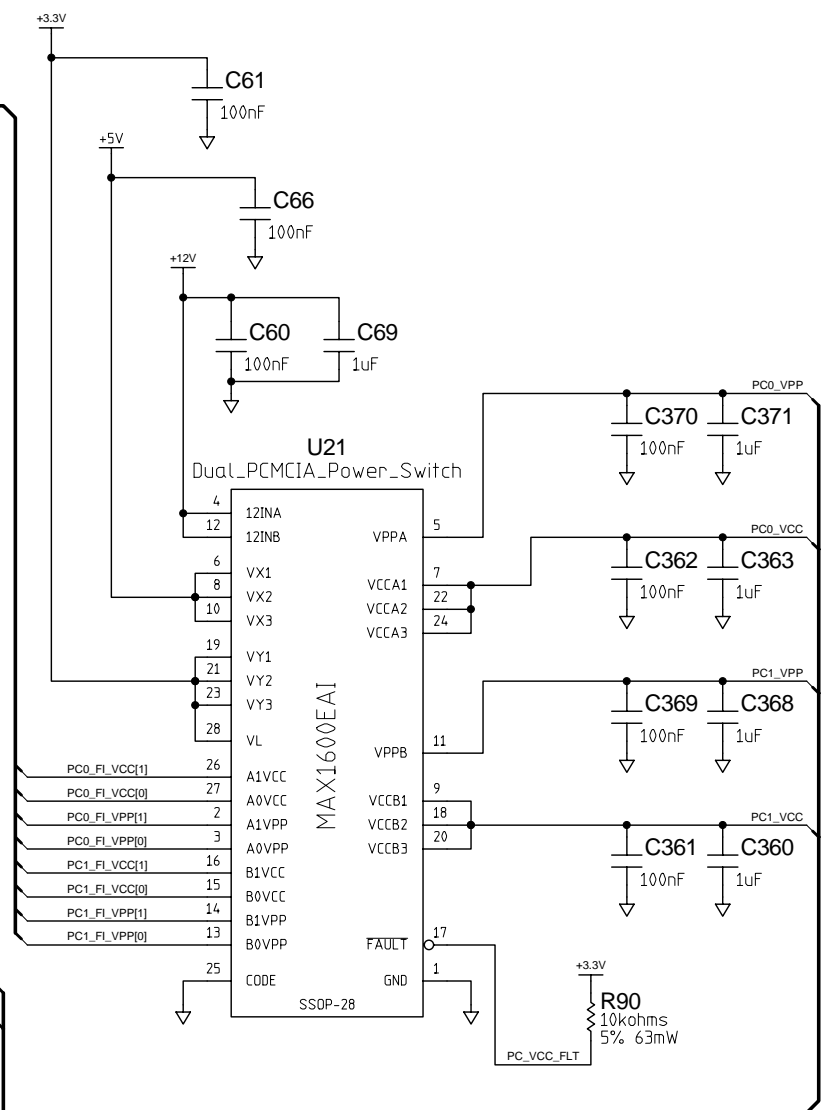 +3.3V
C61
100nF
+5V
C66
100nF
+12V
C60
100nF
C69
1uF
PC0_VPP
C370
100nF
C371
1uF
U21
Dual_PCMCIA_Power_Switch
4
12INA
12
12INB
VPPA
5
PC0_VCC
C362
100nF
C363
1uF
6
VX1
8
VX2
10
VX3
VCCA1
7
VCCA2
22
VCCA3
24
19
VY1
21
VY2
23
VY3
28
VL
PC1_VPP
C369
100nF
C368
1uF
MAX1600EAI
VPPB
11
PC0_FI_VCC[1]
26
A1VCC
PC0_FI_VCC[0]
27
A0VCC
PC0_FI_VPP[1]
2
A1VPP
PC0_FI_VPP[0]
3
A0VPP
PC1_FI_VCC[1]
16
B1VCC
PC1_FI_VCC[0]
15
B0VCC
PC1_FI_VPP[1]
14
B1VPP
PC1_FI_VPP[0]
13
B0VPP
VCCB1
9
VCCB2
18
VCCB3
20
PC1_VCC
C361
100nF
C360
1uF
FAULT
17
25
CODE
GND
1
SSOP-28
+3.3V
R90
10kohms
5% 63mW
PC_VCC_FLT